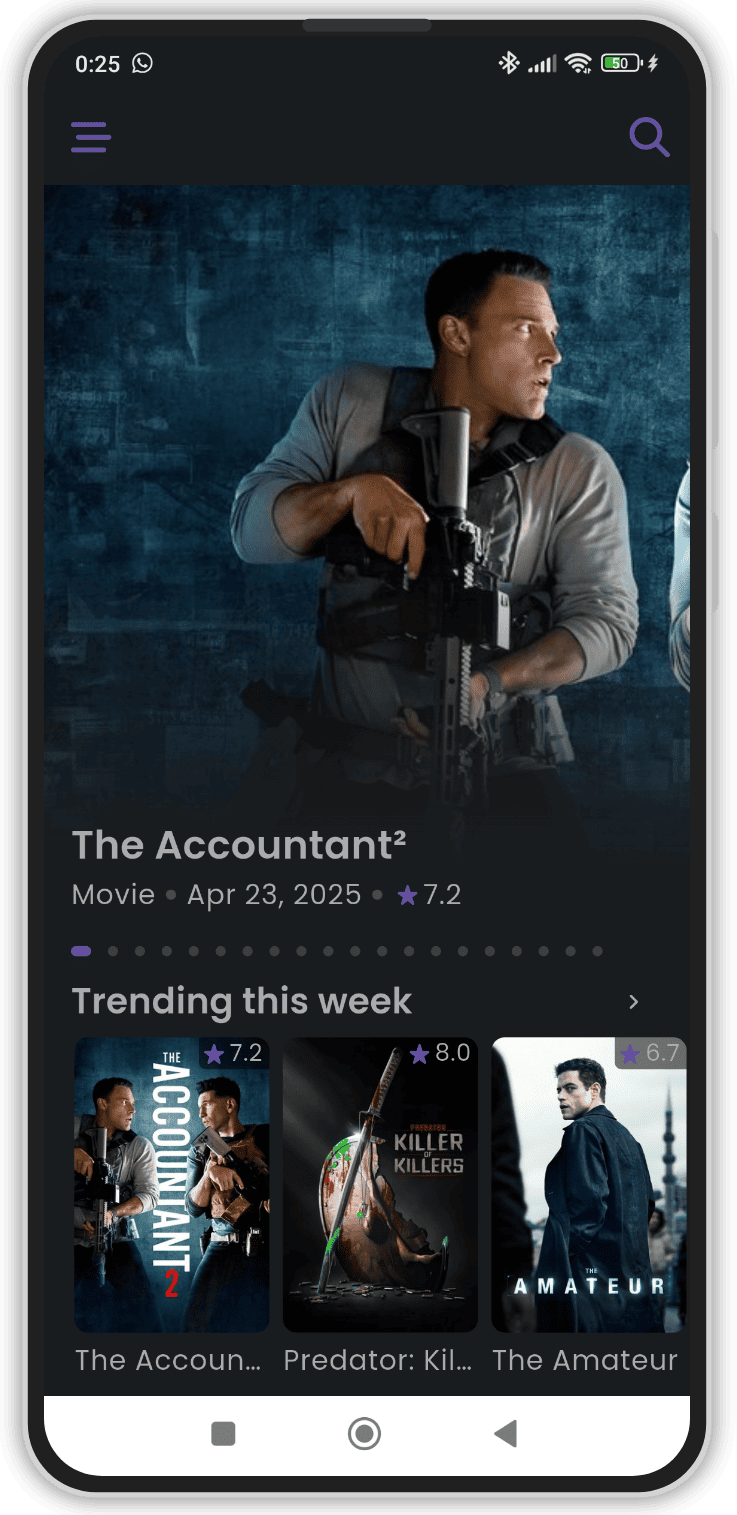 0:25
50
The Accountant²
Movie • Apr 23, 2025 • ★ 7.2
Trending this week
★ 7.2
THE
ACCOUNTANT
2
★ 8.0
PREDATOR
KILLER
OF
KILLERS
★ 6.7
THE
AMATEUR
The Accoun...
Predator: Kil...
The Amateur